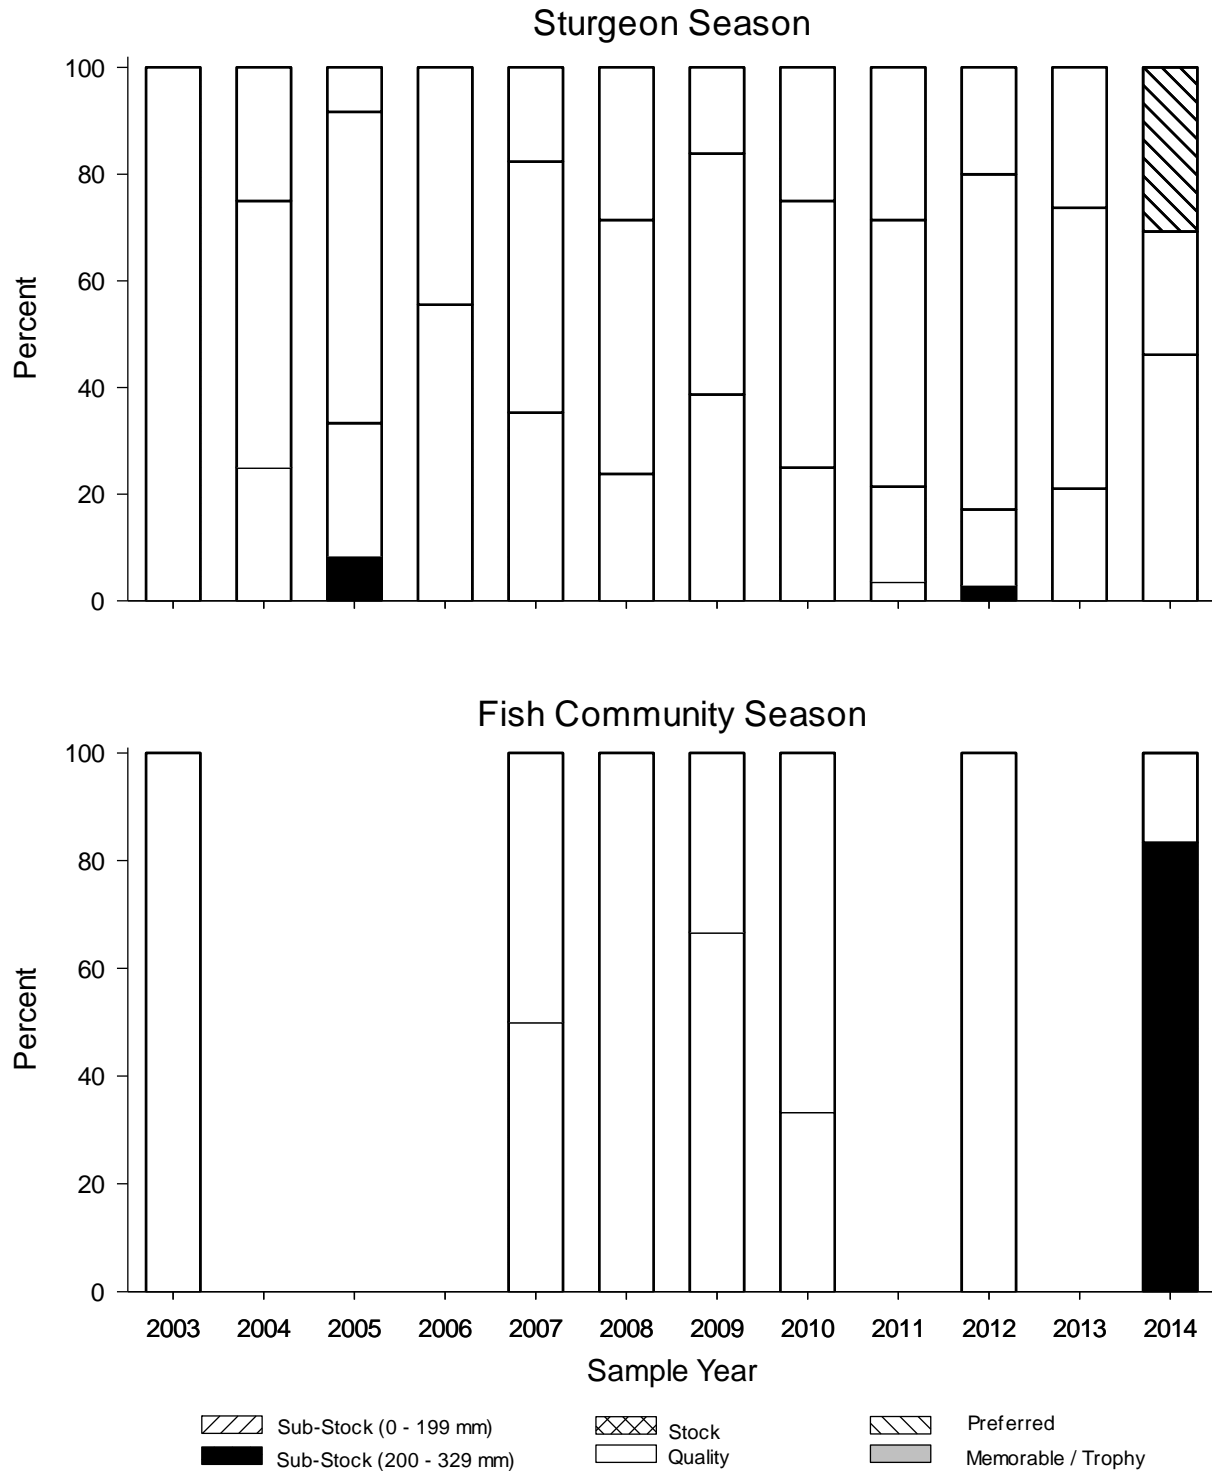 Sturgeon Season
100
80
60
40
20
0
Percent
Fish Community Season
100
80
60
40
20
0
Percent
2003 2004 2005 2006 2007 2008 2009 2010 2011 2012 2013 2014
Sample Year
Sub-Stock (0 - 199 mm) Stock Preferred
Sub-Stock (200 - 329 mm) Quality Memorable / Trophy